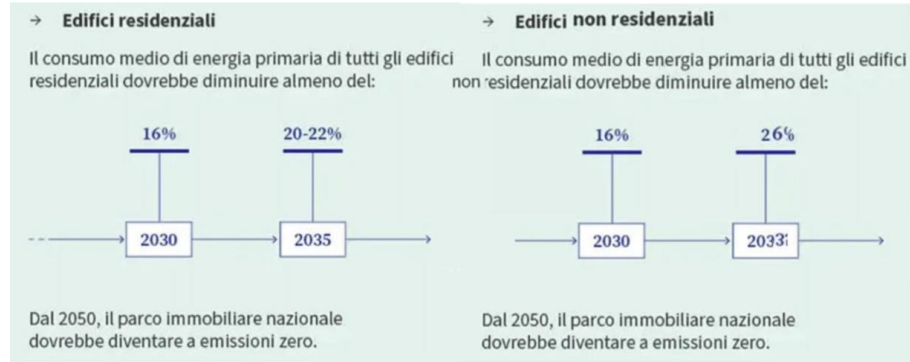 → Edifici residenziali
Il consumo medio di energia primaria di tutti gli edifici
residenziali dovrebbe diminuire almeno del:
16%
20-22%
2030
2035
Dal 2050, il parco immobiliare nazionale
dovrebbe diventare a emissioni zero.
→ Edifici non residenziali
Il consumo medio di energia primaria di tutti gli edifici
non residenziali dovrebbe diminuire almeno del:
16%
26%
2030
2033
Dal 2050, il parco immobiliare nazionale
dovrebbe diventare a emissioni zero.